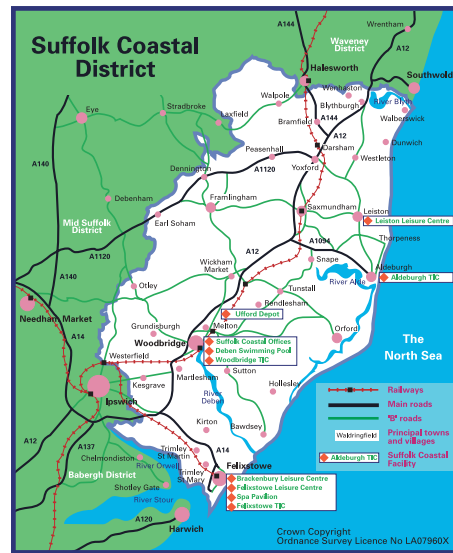 Suffolk Coastal
District
A144
Wrentham
Waveney
District
A12
Halesworth
Southwold
Wenhaston
Walpole
Blythburgh
River Blyth
Stradbroke
Eye
Laxfield
Walberswick
Bramfield
A144
A12
Dunwich
Darsham
Peasenhall
Westleton
A140
Yoxford
Dennington
A1120
Debenham
Framlingham
Saxmundham
Leiston
Leiston Leisure Centre
Earl Soham
Mid Suffolk
District
Thorpeness
A1094
A12
Snape
A1120
Wickham
Market
Aldeburgh
Aldeburgh TIC
A140
River Alde
Otley
Tunstall
Rendlesham
Needham Market
Ufford Depot
Grundisburgh
Melton
Orford
A14
Woodbridge
Suffolk Coastal Offices
Deben Swimming Pool
Woodbridge TIC
The
North Sea
Westerfield
Sutton
Martlesham
Kesgrave
Hollesley
Ipswich
River
Deben
Railways
Main roads
'B' roads
Waldringfield
Principal towns
and villages
Aldeburgh TIC
Suffolk Coastal
Facility
Kirton
Bawdsey
A12
A137
A14
Trimley
St Martin
Chelmondiston
Felixstowe
Babergh District
River Orwell
Trimley
St Mary
Brackenbury Leisure Centre
Felixstowe Leisure Centre
Spa Pavilion
Felixstowe TIC
Shotley Gate
River Stour
A120
Harwich
Crown Copyright
Ordnance Survey Licence No LA07960X